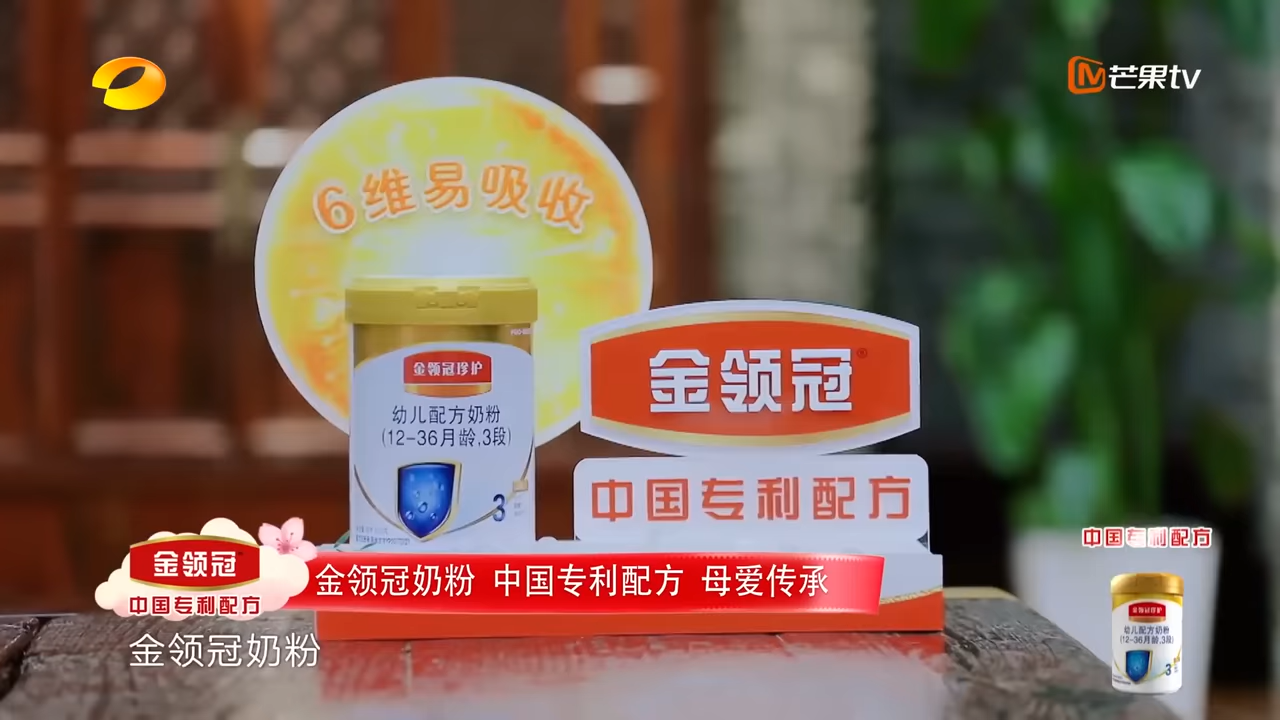 芒果tv
6维易吸收
金领冠珍护
幼儿配方奶粉
(12-36月龄,3段)
3
金领冠®
中国专利配方
金领冠
中国专利配方
金领冠奶粉 中国专利配方 母爱传承
金领冠奶粉
中国专利配方
金领冠珍护
幼儿配方奶粉
(12-36月龄,3段)
3